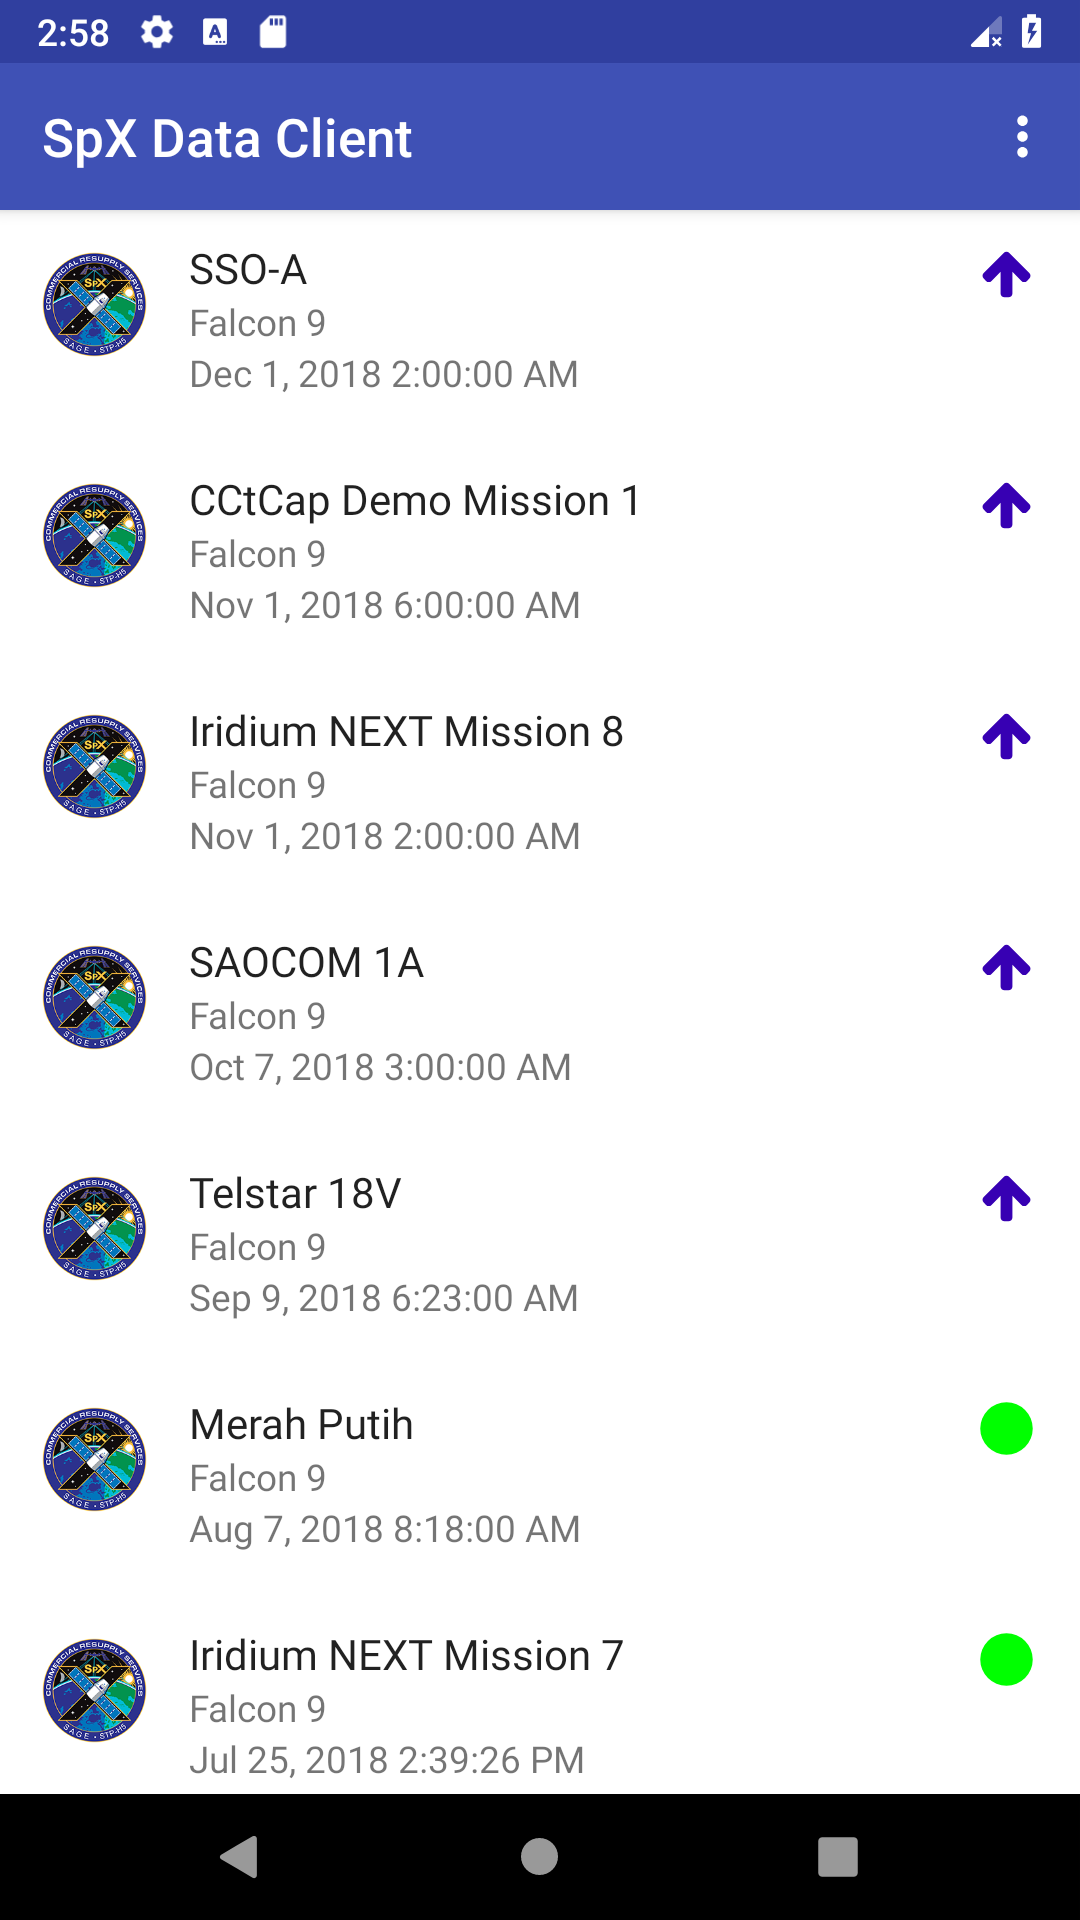 2:58
SpX Data Client
SSO-A
Falcon 9
Dec 1, 2018 2:00:00 AM
CCtCap Demo Mission 1
Falcon 9
Nov 1, 2018 6:00:00 AM
Iridium NEXT Mission 8
Falcon 9
Nov 1, 2018 2:00:00 AM
SAOCOM 1A
Falcon 9
Oct 7, 2018 3:00:00 AM
Telstar 18V
Falcon 9
Sep 9, 2018 6:23:00 AM
Merah Putih
Falcon 9
Aug 7, 2018 8:18:00 AM
Iridium NEXT Mission 7
Falcon 9
Jul 25, 2018 2:39:26 PM